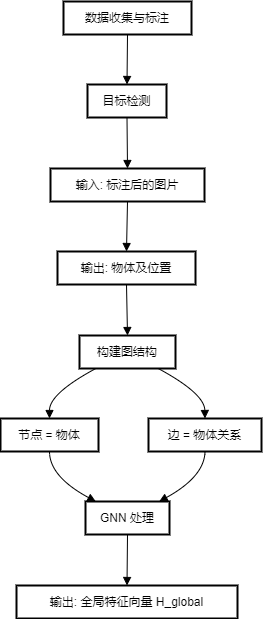 数据收集与标注
目标检测
输入: 标注后的图片
输出: 物体及位置
构建图结构
节点 = 物体
边 = 物体关系
GNN 处理
输出: 全局特征向量 H_global